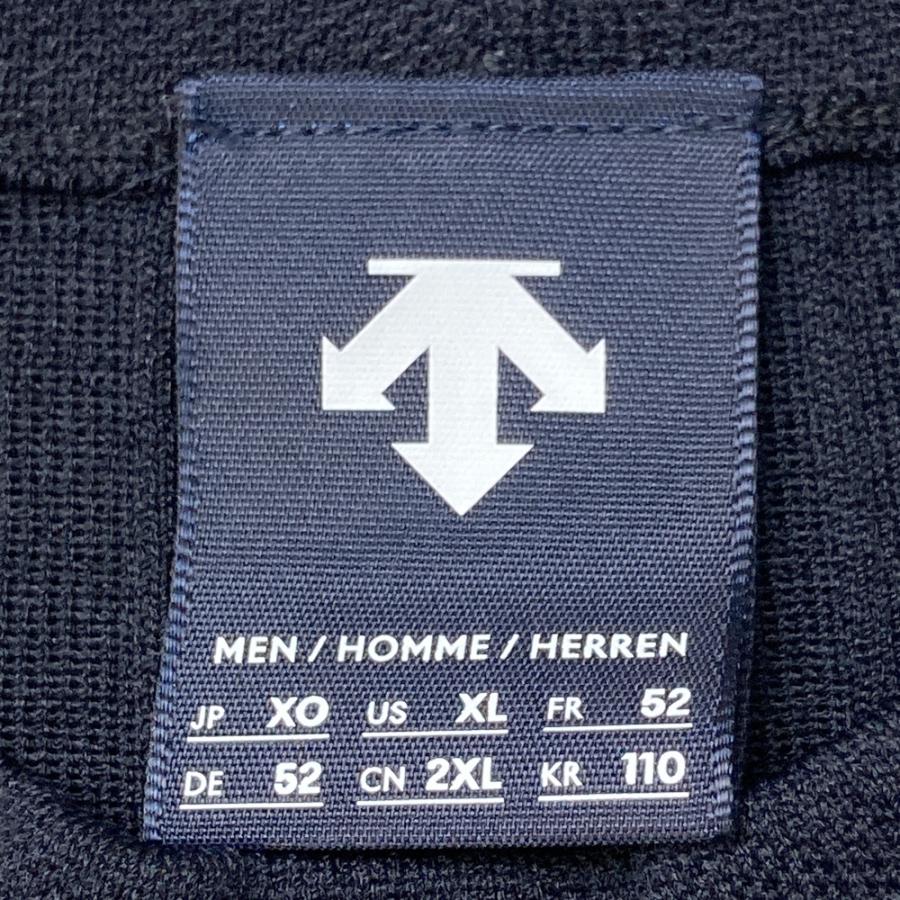 MEN / HOMME / HERREN
JP XO US XL FR 52
DE 52 CN 2XL KR 110